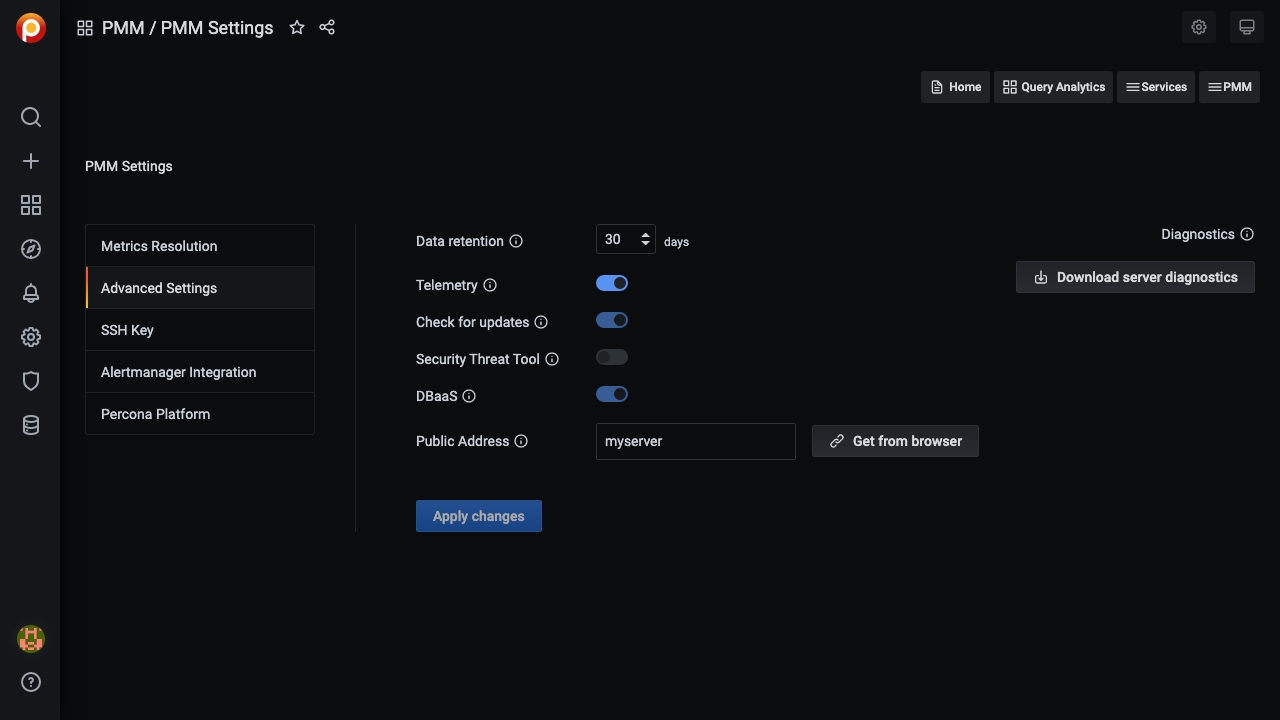 PMM / PMM Settings
Home
Query Analytics
Services
PMM
PMM Settings
Metrics Resolution
Advanced Settings
SSH Key
Alertmanager Integration
Percona Platform
Data retention
30
days
Telemetry
Check for updates
Security Threat Tool
DBaaS
Public Address
myserver
Get from browser
Apply changes
Diagnostics
Download server diagnostics